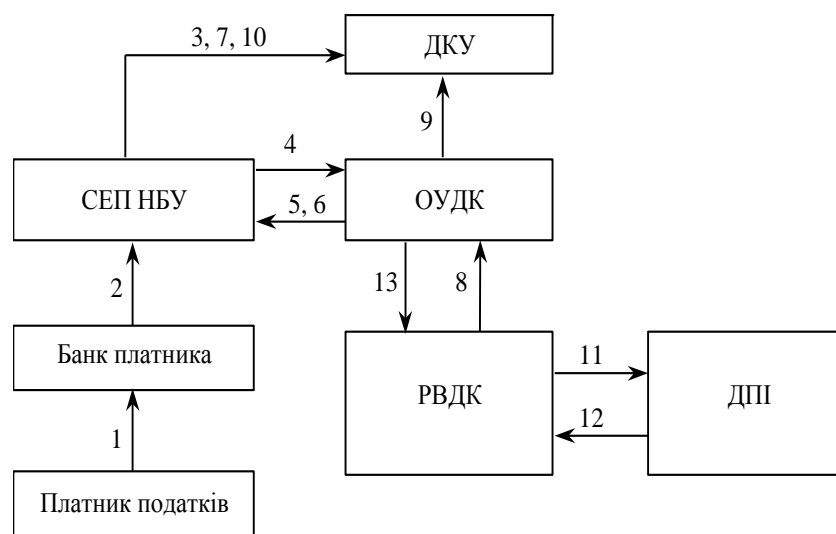 3, 7, 10
ДКУ
9
4
СЕП НБУ
ОУДК
5, 6
2
13
8
Банк платника
11
РВДК
ДПІ
12
1
Платник податків